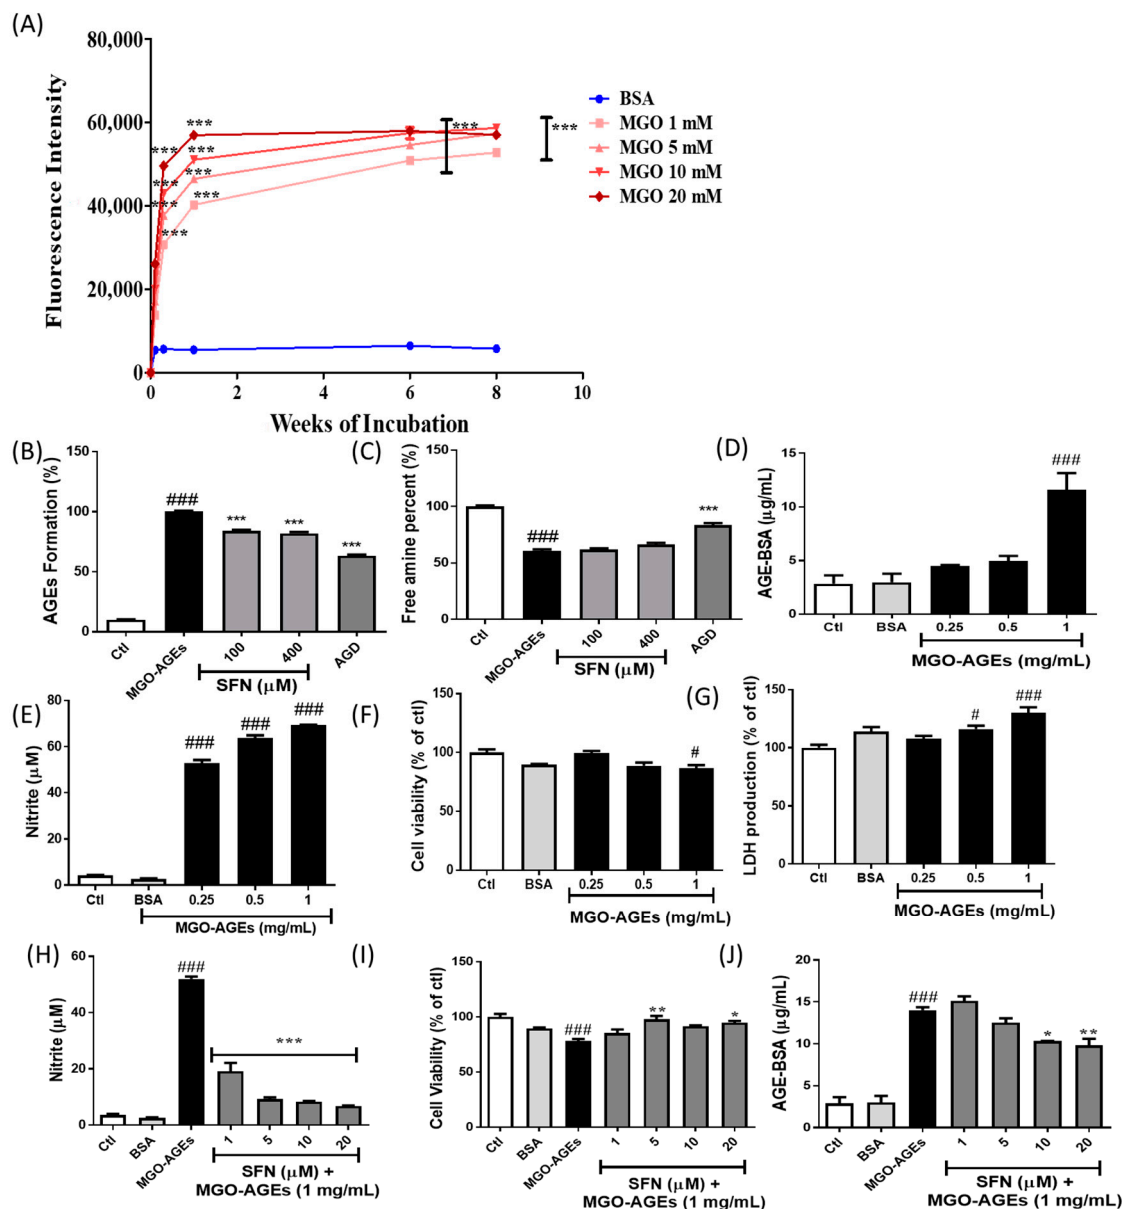 (A)
80,000
60,000
40,000
20,000
0
Fluorescence Intensity
0 2 4 6 8 10
Weeks of Incubation
*** *** *** *** *** *** *** *** *** ***
BSA
MGO 1 mM
MGO 5 mM
MGO 10 mM
MGO 20 mM
(B)
AGEs Formation (%)
150
100
50
0
### *** *** ***
Ctl MGO-AGEs 100 400 AGD
SFN (µM)
(C)
Free amine percent (%)
150
100
50
0
### ***
Ctl MGO-AGEs 100 400 AGD
SFN (µM)
(D)
AGE-BSA (µg/mL)
15
10
5
0
###
Ctl BSA 0.25 0.5 1
MGO-AGEs (mg/mL)
(E)
Nitrite (µM)
80
60
40
20
0
### ### ###
Ctl BSA 0.25 0.5 1
MGO-AGEs (mg/mL)
(F)
Cell viability (% of ctl)
150
100
50
0
#
Ctl BSA 0.25 0.5 1
MGO-AGEs (mg/mL)
(G)
LDH production (% of ctl)
150
100
50
0
# ###
Ctl BSA 0.25 0.5 1
MGO-AGEs (mg/mL)
(H)
Nitrite (µM)
60
40
20
0
### ***
Ctl BSA MGO-AGEs 1 5 10 20
SFN (µM) +
MGO-AGEs (1 mg/mL)
(I)
Cell Viability (% of ctl)
150
100
50
0
### ** *
Ctl BSA MGO-AGEs 1 5 10 20
SFN (µM) +
MGO-AGEs (1 mg/mL)
(J)
AGE-BSA (µg/mL)
20
15
10
5
0
### * **
Ctl BSA MGO-AGEs 1 5 10 20
SFN (µM) +
MGO-AGEs (1 mg/mL)